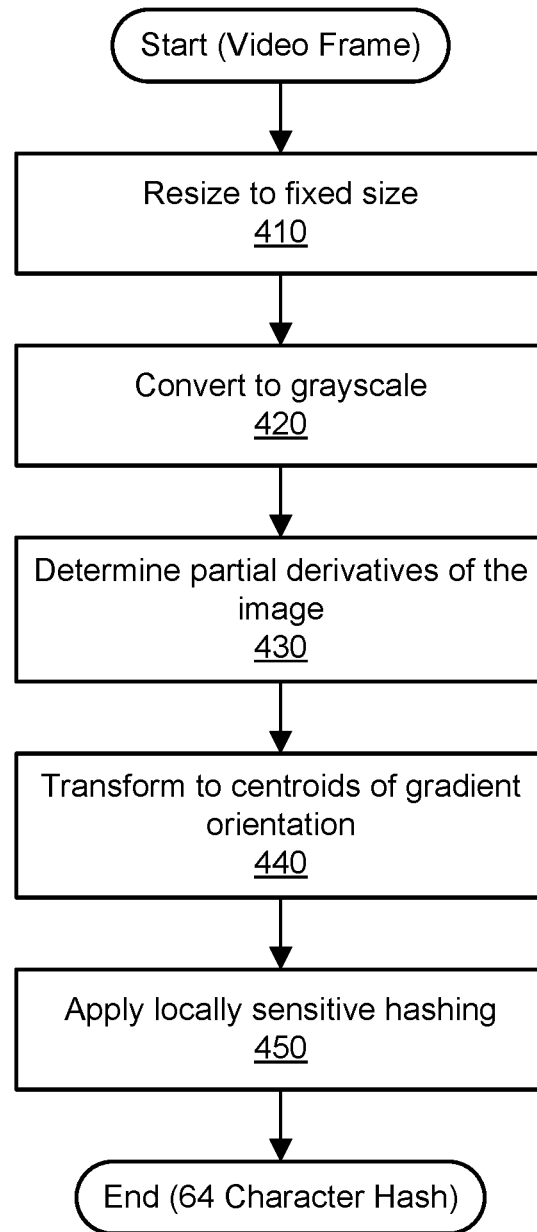 Start (Video Frame)
Resize to fixed size
410
Convert to grayscale
420
Determine partial derivatives of the
image
430
Transform to centroids of gradient
orientation
440
Apply locally sensitive hashing
450
End (64 Character Hash)